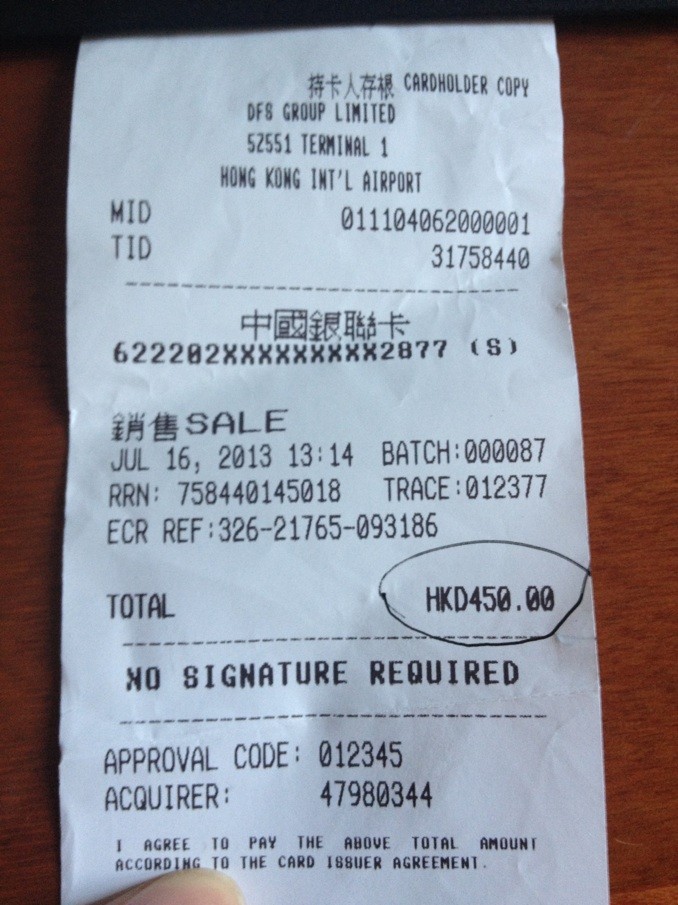 持卡人存根 CARDHOLDER COPY
DFS GROUP LIMITED
52551 TERMINAL 1
HONG KONG INT'L AIRPORT
MID 011104062000001
TID 31758440
中國銀聯卡
622202XXXXXXXXX2877 (S)
銷售SALE
JUL 16, 2013 13:14 BATCH:000087
RRN: 758440145018 TRACE:012377
ECR REF:326-21765-093186
TOTAL HKD450.00
NO SIGNATURE REQUIRED
APPROVAL CODE: 012345
ACQUIRER: 47980344
I AGREE TO PAY THE ABOVE TOTAL AMOUNT
ACCORDING TO THE CARD ISSUER AGREEMENT.